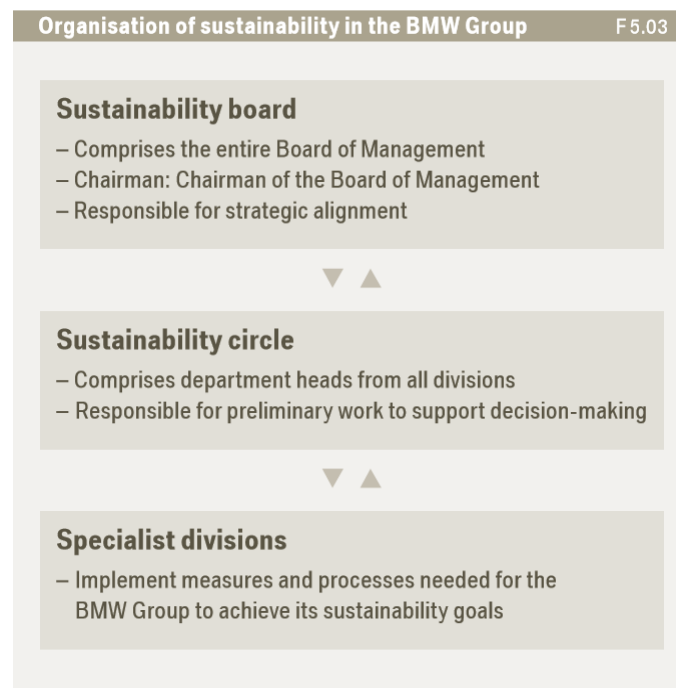 Organisation of sustainability in the BMW Group F 5.03
Sustainability board
– Comprises the entire Board of Management
– Chairman: Chairman of the Board of Management
– Responsible for strategic alignment
Sustainability circle
– Comprises department heads from all divisions
– Responsible for preliminary work to support decision-making
Specialist divisions
– Implement measures and processes needed for the
BMW Group to achieve its sustainability goals